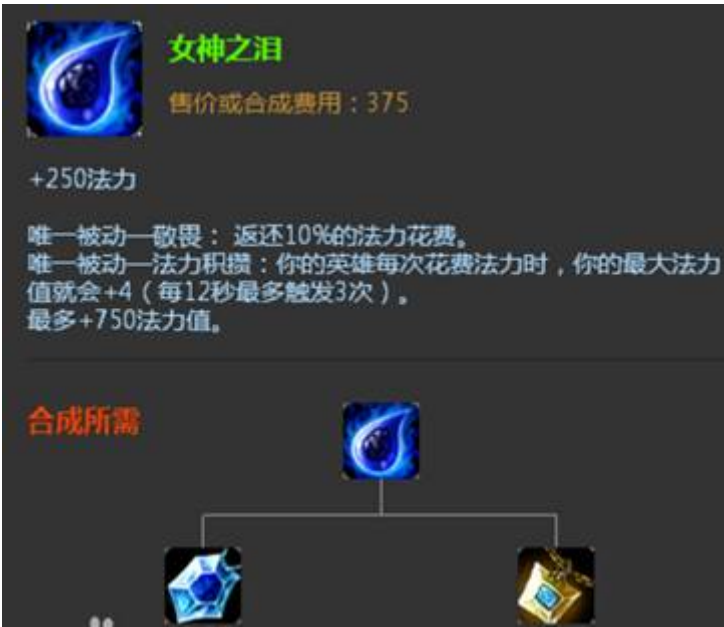 女神之泪
售价或合成费用：375
+250法力
唯一被动—敬畏： 返还10%的法力花费。
唯一被动—法力积攒：你的英雄每次花费法力时，你的最大法力
值就会+4（每12秒最多触发3次）。
最多+750法力值。
合成所需